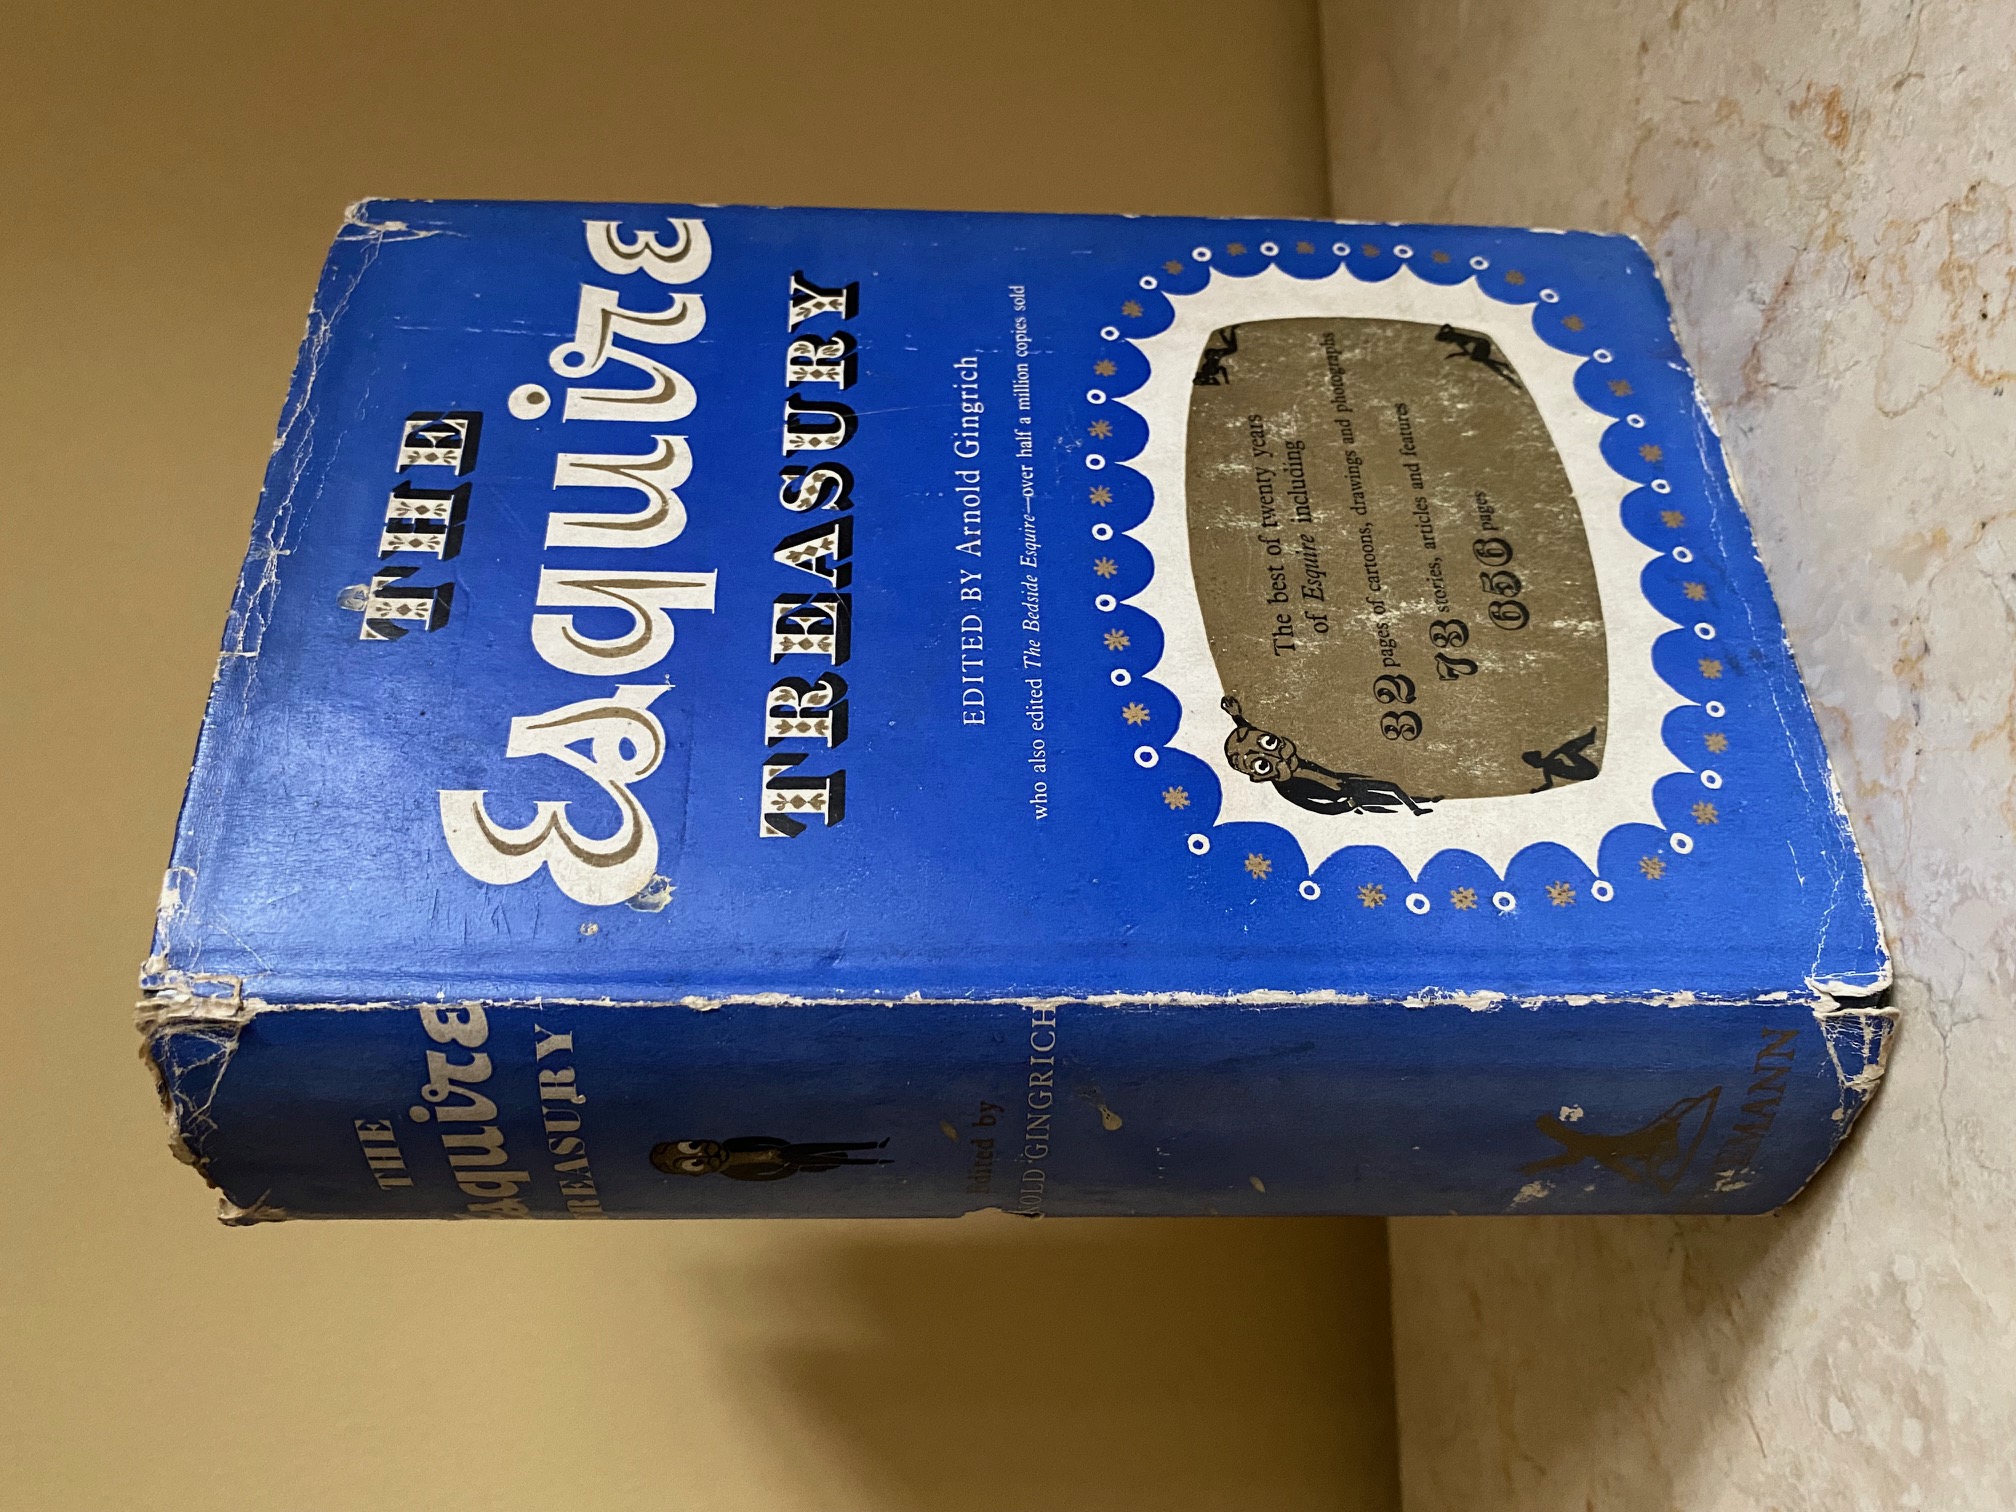 THE
Esquire
TREASURY
EDITED BY Arnold Gingrich
who also edited The Bedside Esquire—over half a million copies sold
The best of twenty years
of Esquire including
32 pages of cartoons, drawings and photographs
73 stories, articles and features
656 pages
THE
Esquire
TREASURY
Edited by
GINGRICH